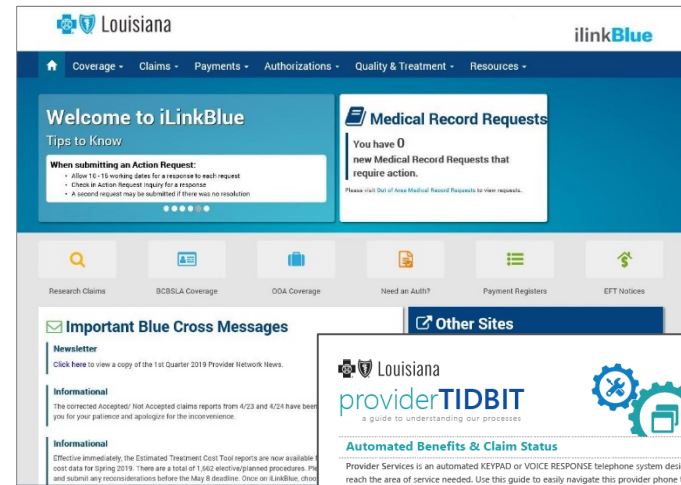 Louisiana
ilinkBlue
Coverage - Claims - Payments - Authorizations - Quality & Treatment - Resources -
Welcome to iLinkBlue
Tips to Know
When submitting an Action Request:
• Allow 10 - 15 working dates for a response to each request
• Check in Action Request Inquiry for a response
• A second request may be submitted if there was no resolution
Medical Record Requests
You have 0
new Medical Record Requests that
require action.
Please visit Out of Area Medical Record Requests to view requests.
Research Claims BCBSLA Coverage OOA Coverage Need an Auth? Payment Registers EFT Notices
Important Blue Cross Messages
Other Sites
Newsletter
Click here to view a copy of the 1st Quarter 2019 Provider Network News.
Informational
The corrected Accepted/ Not Accepted claims reports from 4/23 and 4/24 have been
you for your patience and apologize for the inconvenience.
Informational
Effective immediately, the Estimated Treatment Cost Tool reports are now available
cost data for Spring 2019. There are a total of 1,662 elective/planned procedures.
and submit any reconsiderations before the May 8 deadline. Once on iLinkBlue,
Louisiana
providerTIDBIT
a guide to understanding our processes
Automated Benefits & Claim Status
Provider Services is an automated KEYPAD or VOICE RESPONSE telephone system
reach the area of service needed. Use this guide to easily navigate this provider phone